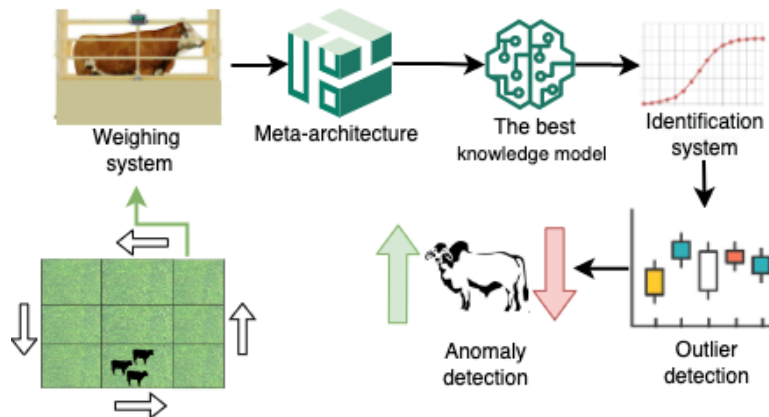 Weighing
system
Meta-architecture
The best
knowledge model
Identification
system
Anomaly
detection
Outlier
detection